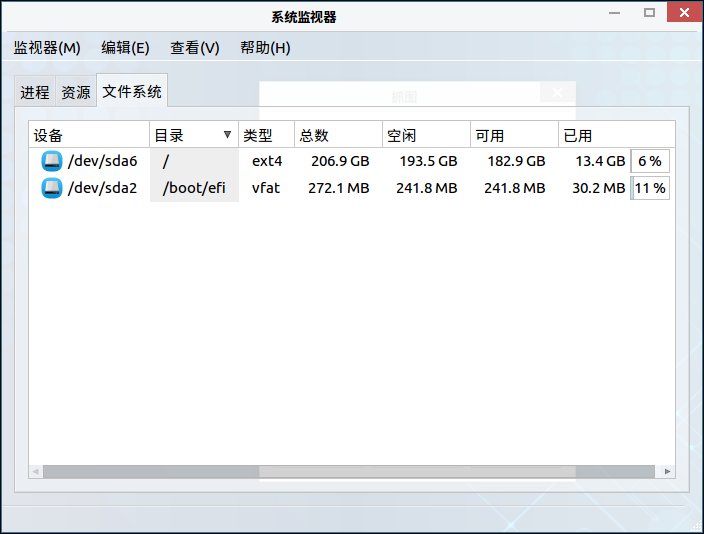 系统监视器
监视器(M) 编辑(E) 查看(V) 帮助(H)
进程 资源 文件系统
抓图
设备 目录 类型 总数 空闲 可用 已用
/dev/sda6 / ext4 206.9 GB 193.5 GB 182.9 GB 13.4 GB 6 %
/dev/sda2 /boot/efi vfat 272.1 MB 241.8 MB 241.8 MB 30.2 MB 11 %